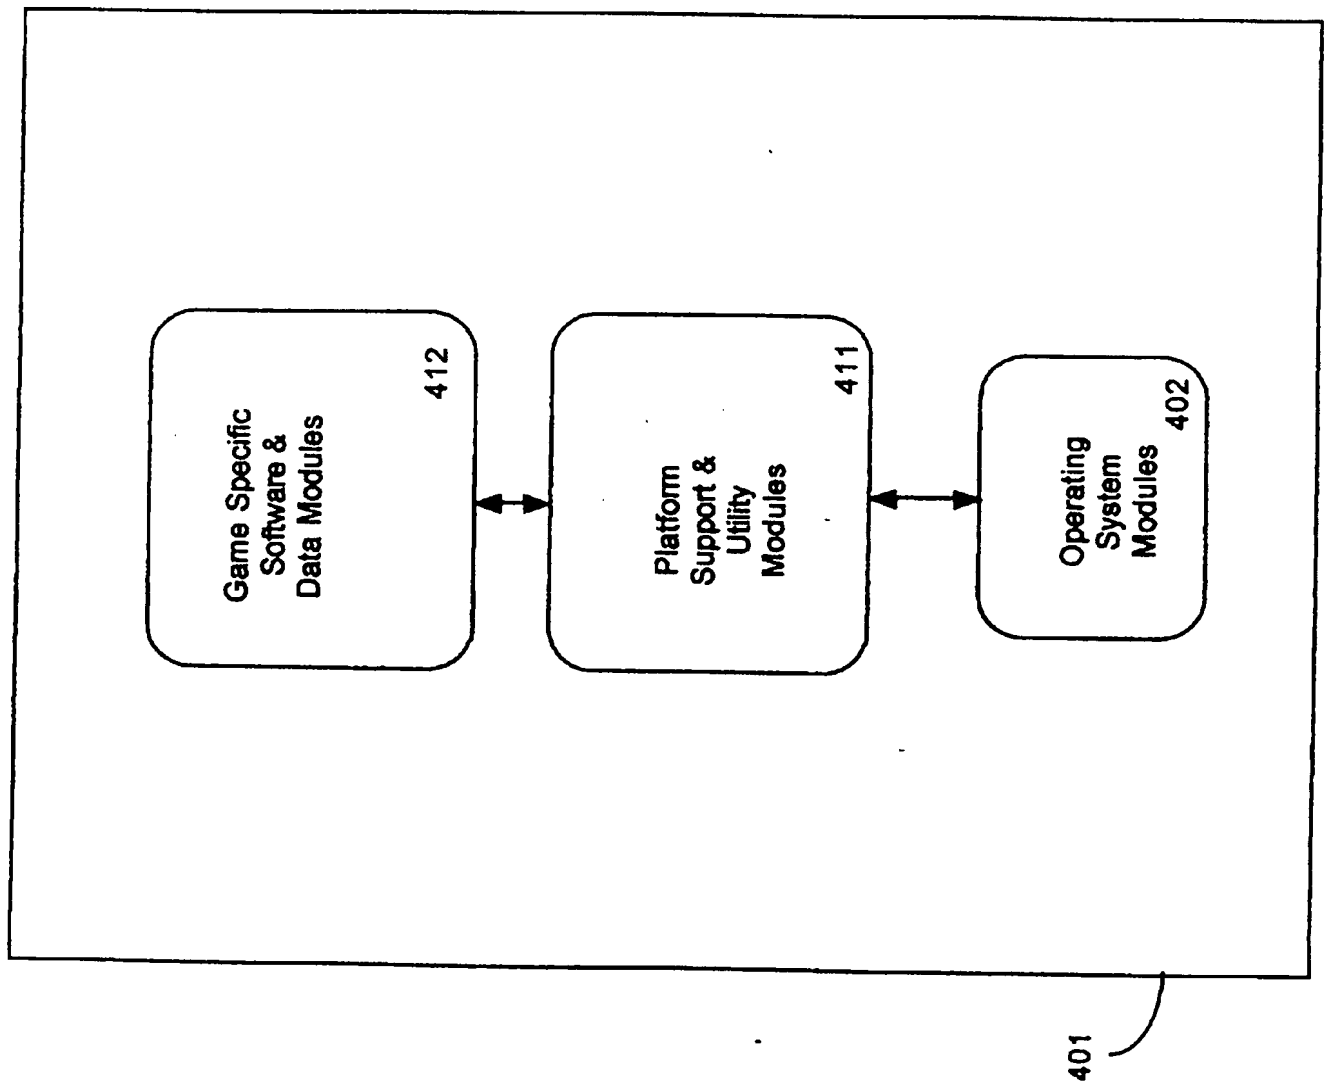 Game Specific
Software &
Data Modules
412
Platform
Support &
Utility
Modules
411
Operating
System
Modules
402
401